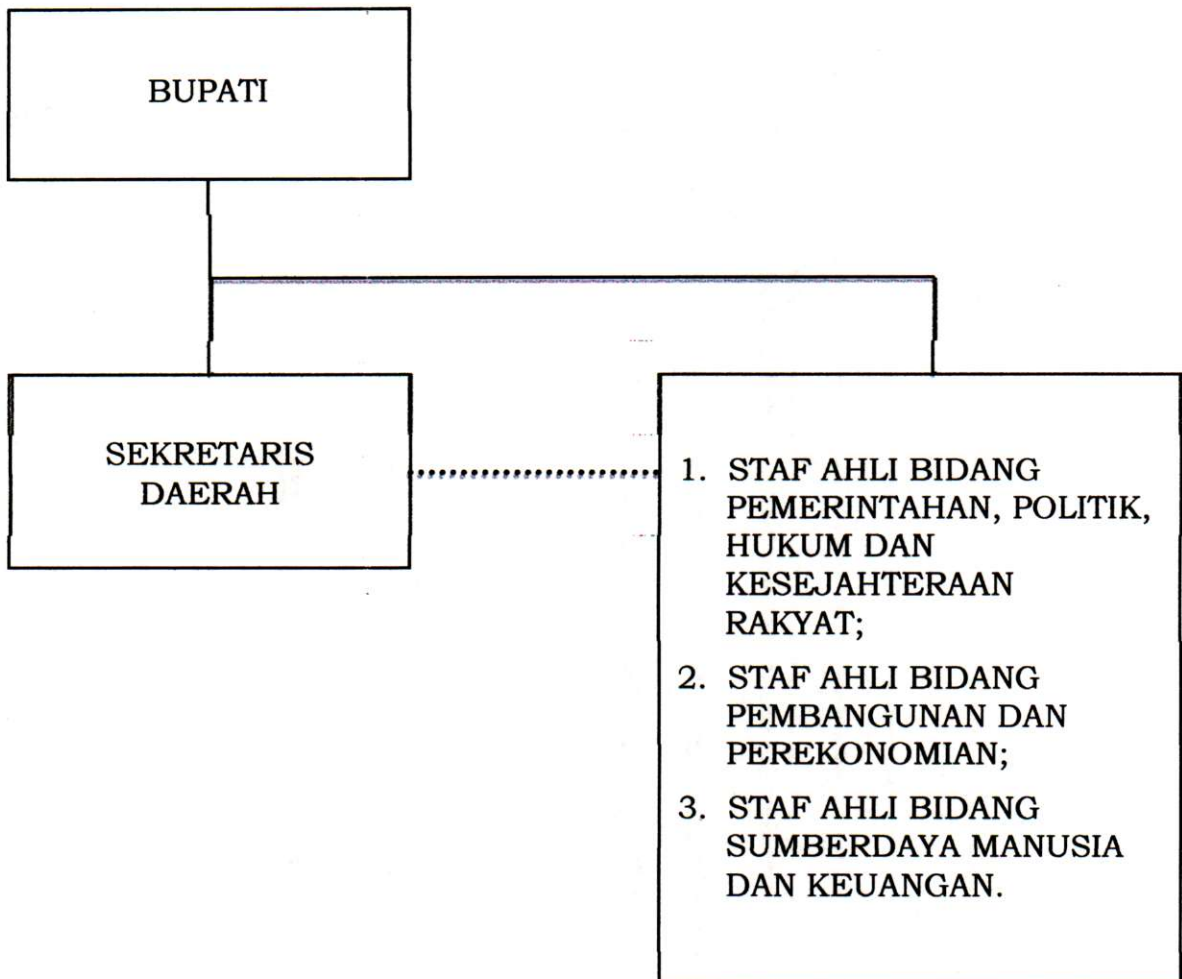 BUPATI
SEKRETARIS
DAERAH
1. STAF AHLI BIDANG
PEMERINTAHAN, POLITIK,
HUKUM DAN
KESEJAHTERAAN
RAKYAT;
2. STAF AHLI BIDANG
PEMBANGUNAN DAN
PEREKONOMIAN;
3. STAF AHLI BIDANG
SUMBERDAYA MANUSIA
DAN KEUANGAN.